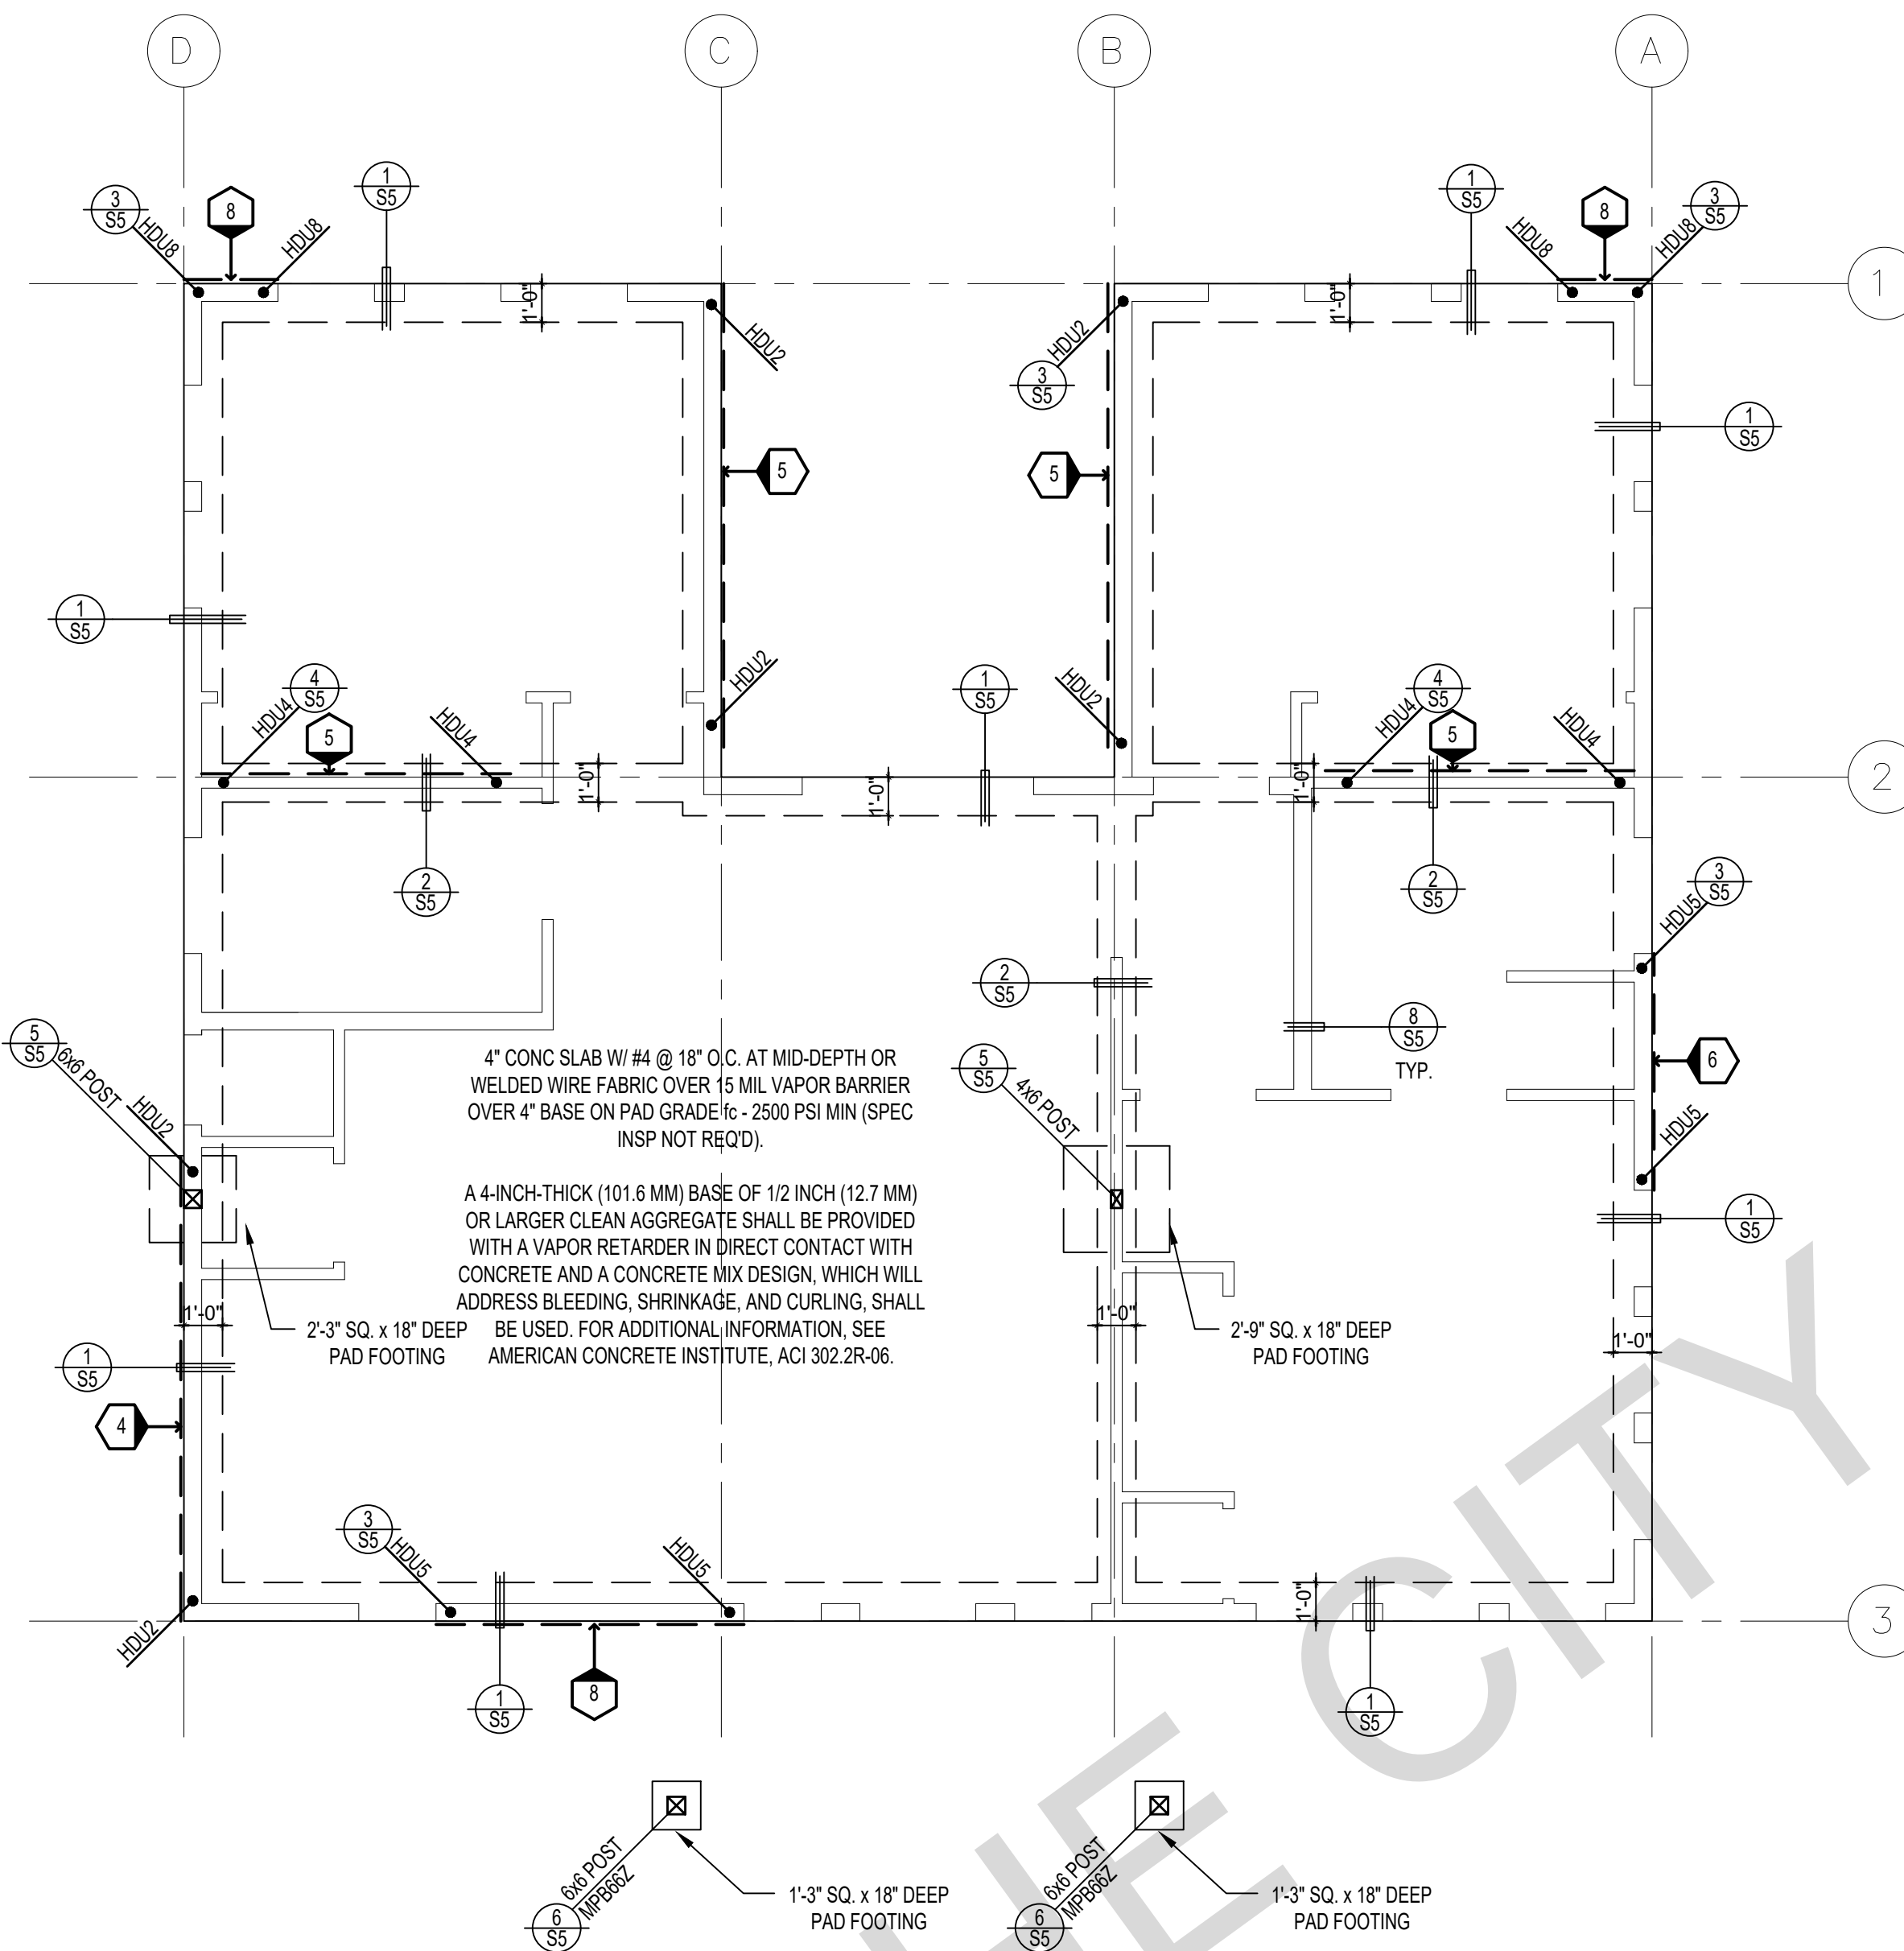 D
C
B
A
3
S5
HDU8
8
HDU8
1
S5
1
S5
HDU8
8
HDU8
3
S5
1
1'-0"
1'-0"
HDU2
HDU2
3
S5
1
S5
5
5
1
S5
4
S5
HDU4
5
HDU4
HDU2
1
S5
HDU2
4
S5
HDU4
5
HDU4
1'-0"
1'-0"
1'-0"
2
2
S5
2
S5
3
S5
HDU5
2
S5
8
S5
TYP.
6
5
S5
6x6 POST
HDU2
4" CONC SLAB W/ #4 @ 18" O.C. AT MID-DEPTH OR
WELDED WIRE FABRIC OVER 15 MIL VAPOR BARRIER
OVER 4" BASE ON PAD GRADE fc - 2500 PSI MIN (SPEC
INSP NOT REQ'D).
5
S5
4x6 POST
HDU5
A 4-INCH-THICK (101.6 MM) BASE OF 1/2 INCH (12.7 MM)
OR LARGER CLEAN AGGREGATE SHALL BE PROVIDED
WITH A VAPOR RETARDER IN DIRECT CONTACT WITH
CONCRETE AND A CONCRETE MIX DESIGN, WHICH WILL
ADDRESS BLEEDING, SHRINKAGE, AND CURLING, SHALL
BE USED. FOR ADDITIONAL INFORMATION, SEE
AMERICAN CONCRETE INSTITUTE, ACI 302.2R-06.
1
S5
1'-0"
2'-3" SQ. x 18" DEEP
PAD FOOTING
1'-0"
2'-9" SQ. x 18" DEEP
PAD FOOTING
1'-0"
1
S5
4
3
S5
HDU5
HDU5
HDU2
1'-0"
3
1
S5
8
1
S5
6x6 POST
MPB66Z
6
S5
1'-3" SQ. x 18" DEEP
PAD FOOTING
6x6 POST
MPB66Z
6
S5
1'-3" SQ. x 18" DEEP
PAD FOOTING
HE CITY